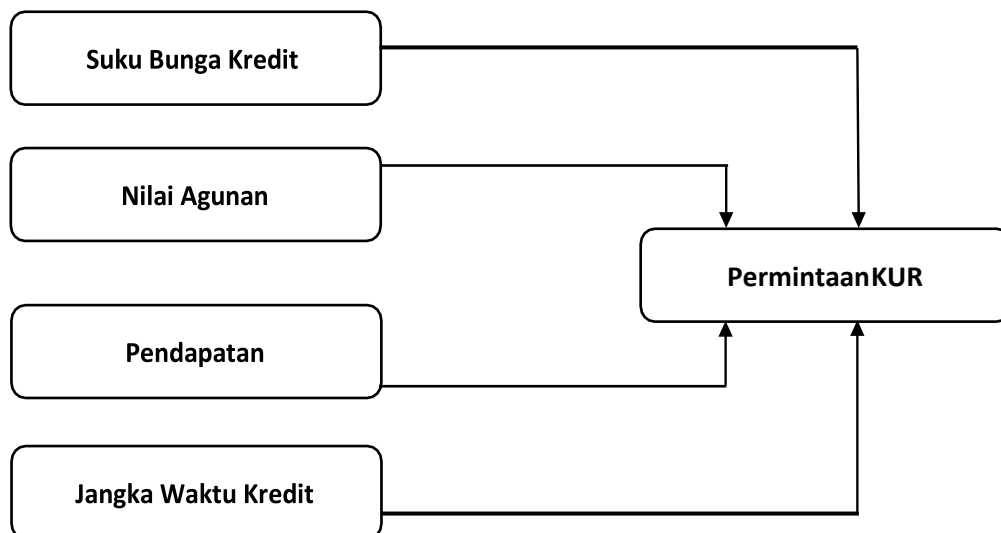 Suku Bunga Kredit
Nilai Agunan
PermintaanKUR
Pendapatan
Jangka Waktu Kredit